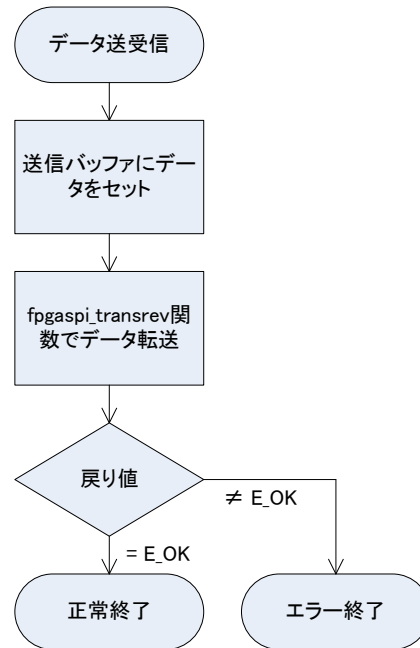 データ送受信
送信バッファにデー
タをセット
fpgaspi_transrev関
数でデータ転送
戻り値
≠ E_OK
= E_OK
正常終了
エラー終了